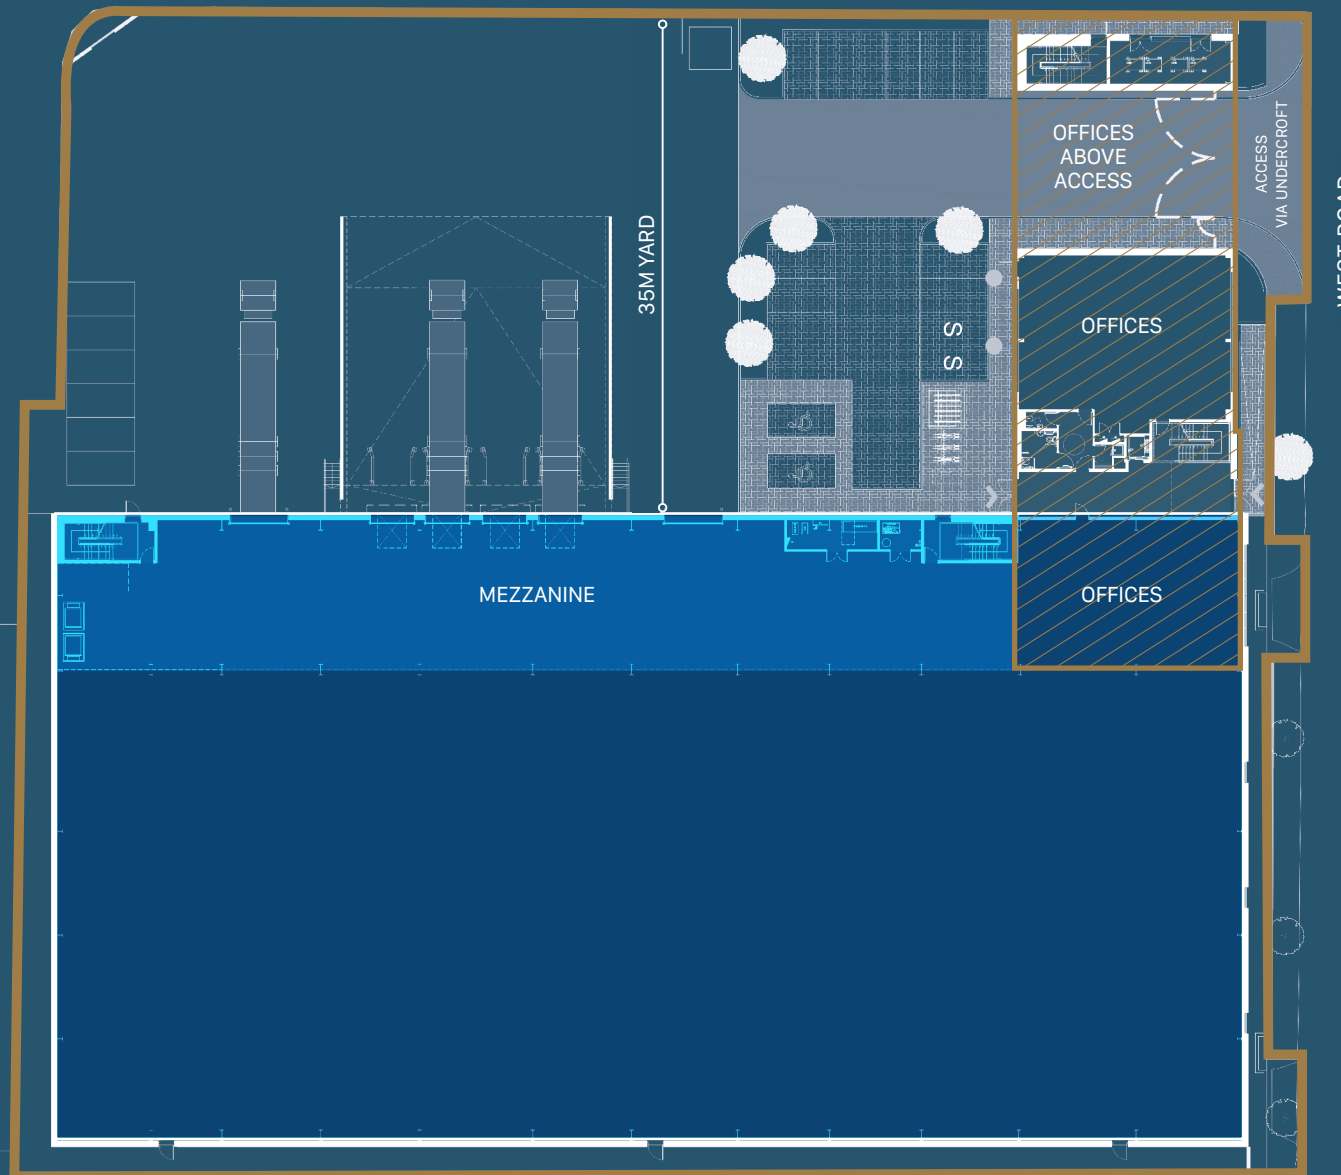 OFFICES
ABOVE
ACCESS
ACCESS
VIA UNDERCROFT
35M YARD
OFFICES
S
S
MEZZANINE
OFFICES